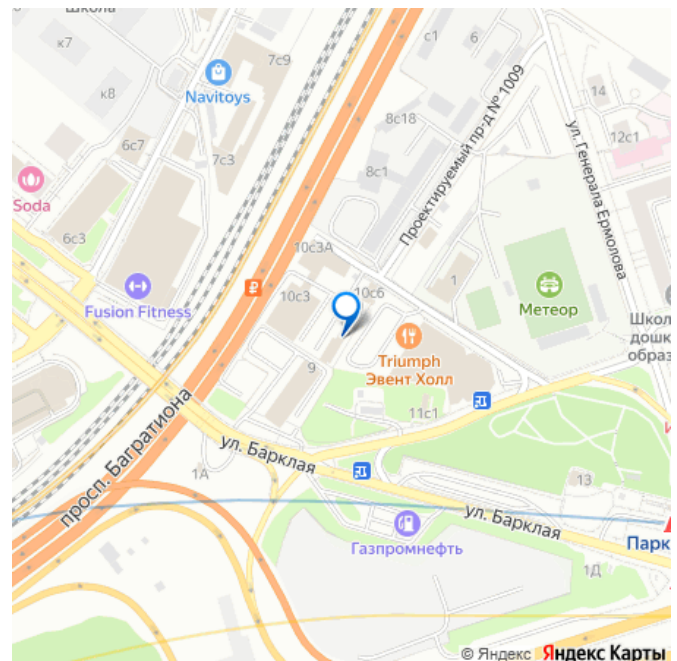 школа
к7
7с9
Navitoys
к8
6с7
7с3
Soda
6с3
Fusion Fitness
с1
6
8с18
8с1
Проектируемый пр-д № 1009
14
12с1
ул. Генерала Ермолова
10с3А
10с3
10с6
1
Метеор
Школ
дошк
образ
Triumph
Эвент Холл
9
11с1
просп. Багратиона
ул. Барклая
1А
13
ул. Барклая
Газпромнефть
Парк
1Д
© Яндекс Яндекс Карты